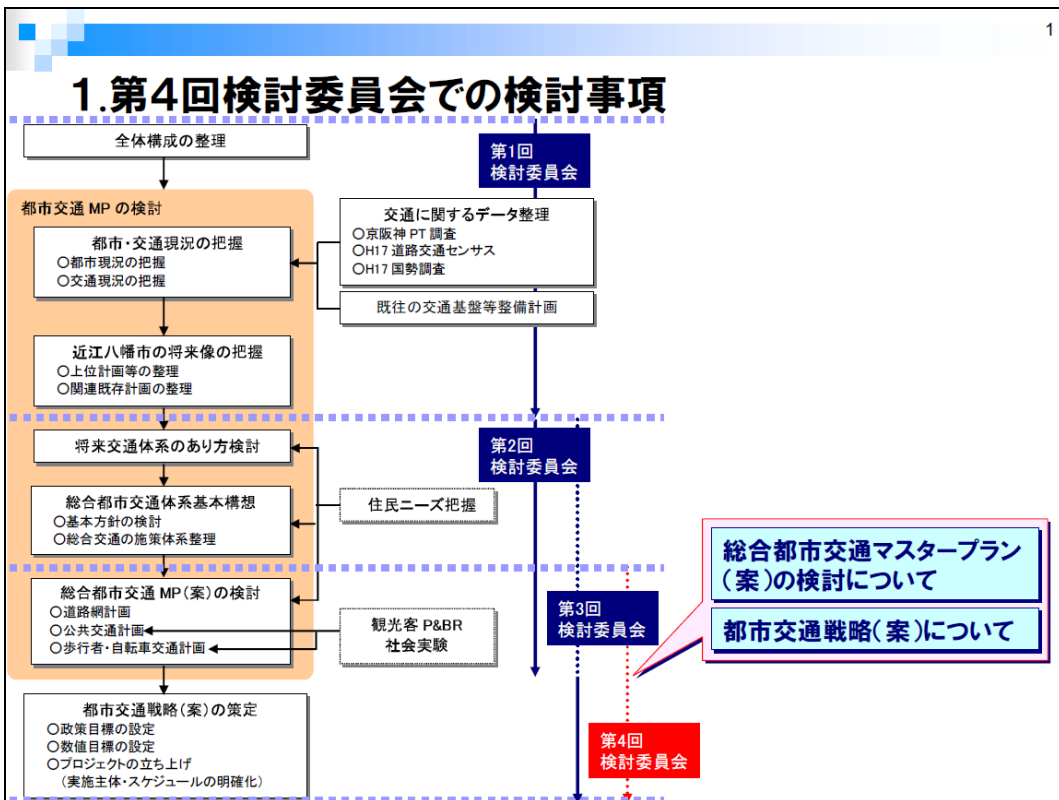 1
1.第4回検討委員会での検討事項
全体構成の整理
都市交通 MP の検討
都市・交通現況の把握
○都市現況の把握
○交通現況の把握
近江八幡市の将来像の把握
○上位計画等の整理
○関連既存計画の整理
将来交通体系のあり方検討
総合都市交通体系基本構想
○基本方針の検討
○総合交通の施策体系整理
総合都市交通 MP(案)の検討
○道路網計画
○公共交通計画
○歩行者・自転車交通計画
都市交通戦略(案)の策定
○政策目標の設定
○数値目標の設定
○プロジェクトの立ち上げ
(実施主体・スケジュールの明確化)
交通に関するデータ整理
○京阪神 PT 調査
○H17 道路交通センサス
○H17 国勢調査
既往の交通基盤等整備計画
住民ニーズ把握
観光客 P&BR
社会実験
第1回
検討委員会
第2回
検討委員会
第3回
検討委員会
第4回
検討委員会
総合都市交通マスタープラン
(案)の検討について
都市交通戦略(案)について